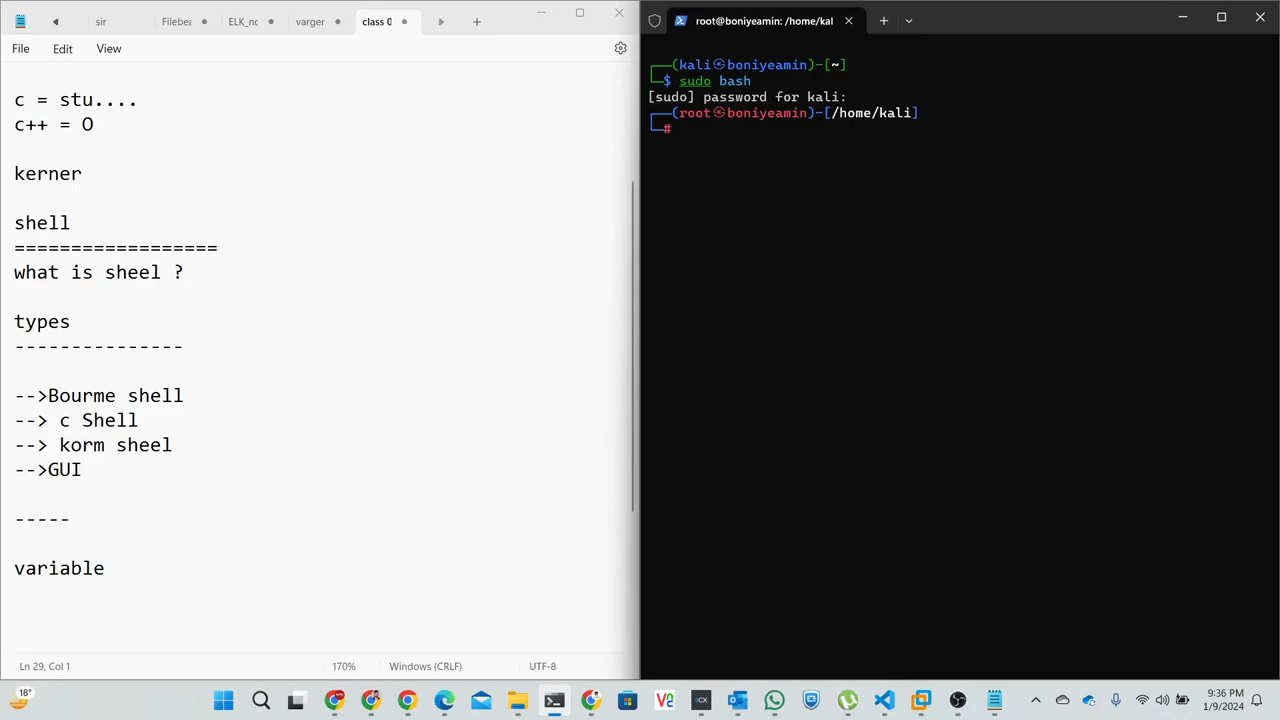 sir
Filebea
ELK_nc
varger
class 0
File
Edit
View
c = stu....
c++ = O
kerner
shell
==================
what is sheel ?
types
---------------
-->Bourme shell
--> c Shell
--> korm sheel
-->GUI
-----
variable
Ln 29, Col 1
170%
Windows (CRLF)
UTF-8
root@boniyeamin: /home/kal
┌──(kali㉿boniyeamin)-[~]
└─$ sudo bash
[sudo] password for kali:
┌──(root㉿boniyeamin)-[/home/kali]
└─#
18°
9:36 PM
1/9/2024